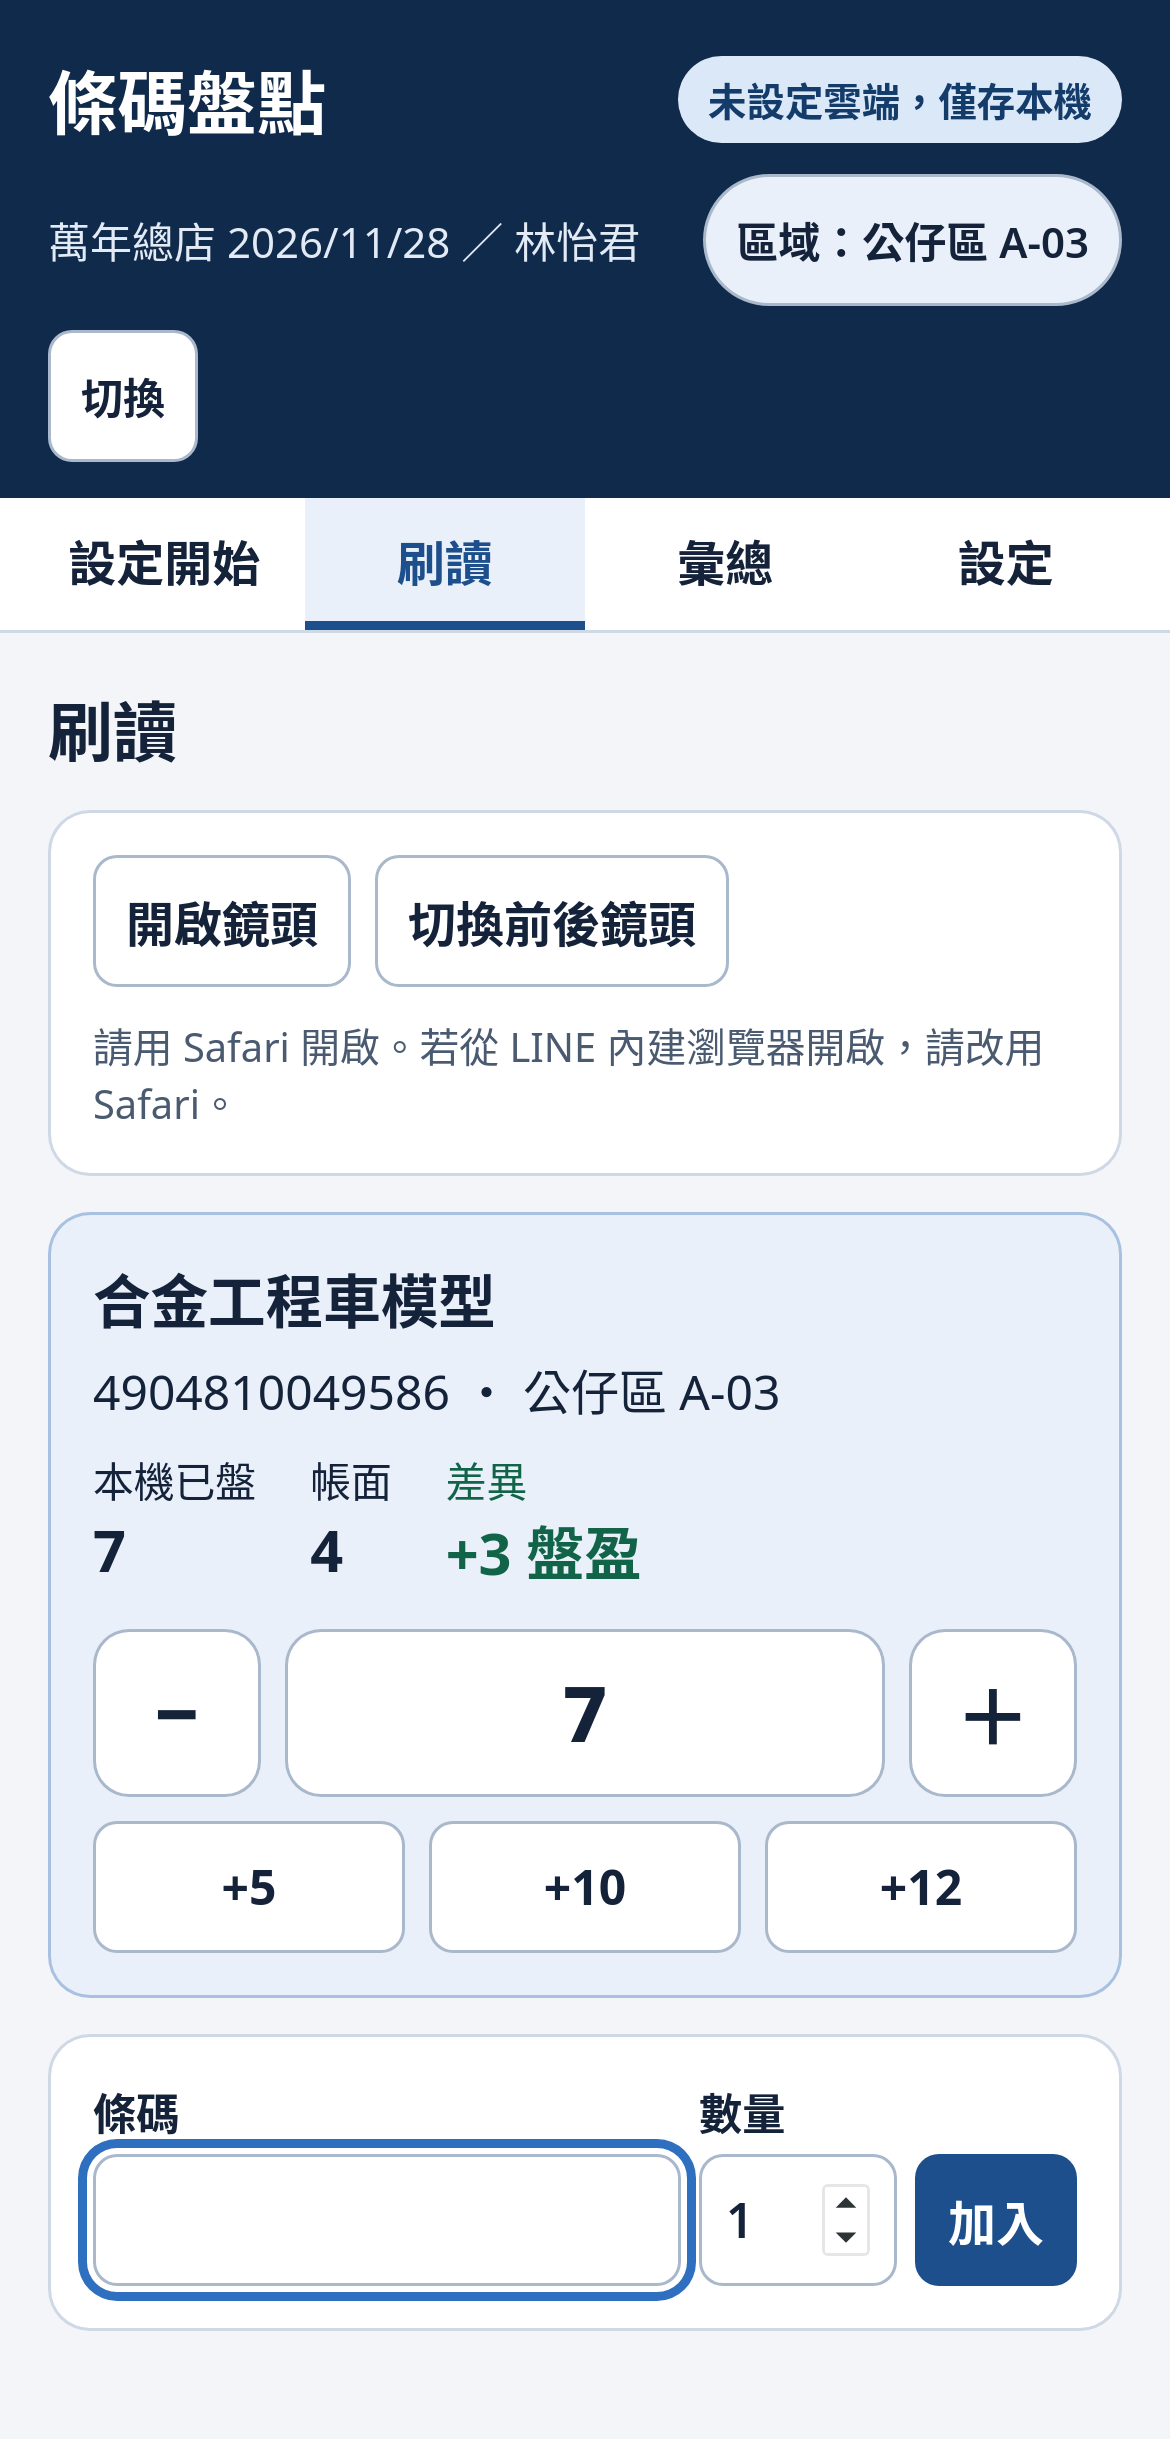 條碼盤點
未設定雲端，僅存本機
萬年總店 2026/11/28 ／ 林怡君
區域：公仔區 A-03
切換
設定開始
刷讀
彙總
設定
刷讀
開啟鏡頭
切換前後鏡頭
請用 Safari 開啟。若從 LINE 內建瀏覽器開啟，請改用
Safari。
合金工程車模型
4904810049586 · 公仔區 A-03
本機已盤 帳面 差異
7 4 +3 盤盈
− 7 ＋
+5 +10 +12
條碼 數量
1 加入